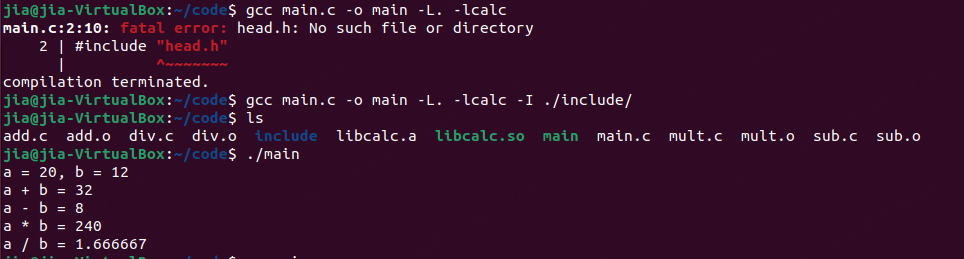 jia@jia-VirtualBox:~/code$ gcc main.c -o main -L. -lcalc
main.c:2:10: fatal error: head.h: No such file or directory
    2 | #include "head.h"
      |          ^~~~~~~~
compilation terminated.
jia@jia-VirtualBox:~/code$ gcc main.c -o main -L. -lcalc -I ./include/
jia@jia-VirtualBox:~/code$ ls
add.c  add.o  div.c  div.o  include  libcalc.a  libcalc.so  main  main.c  mult.c  mult.o  sub.c  sub.o
jia@jia-VirtualBox:~/code$ ./main
a = 20, b = 12
a + b = 32
a - b = 8
a * b = 240
a / b = 1.666667